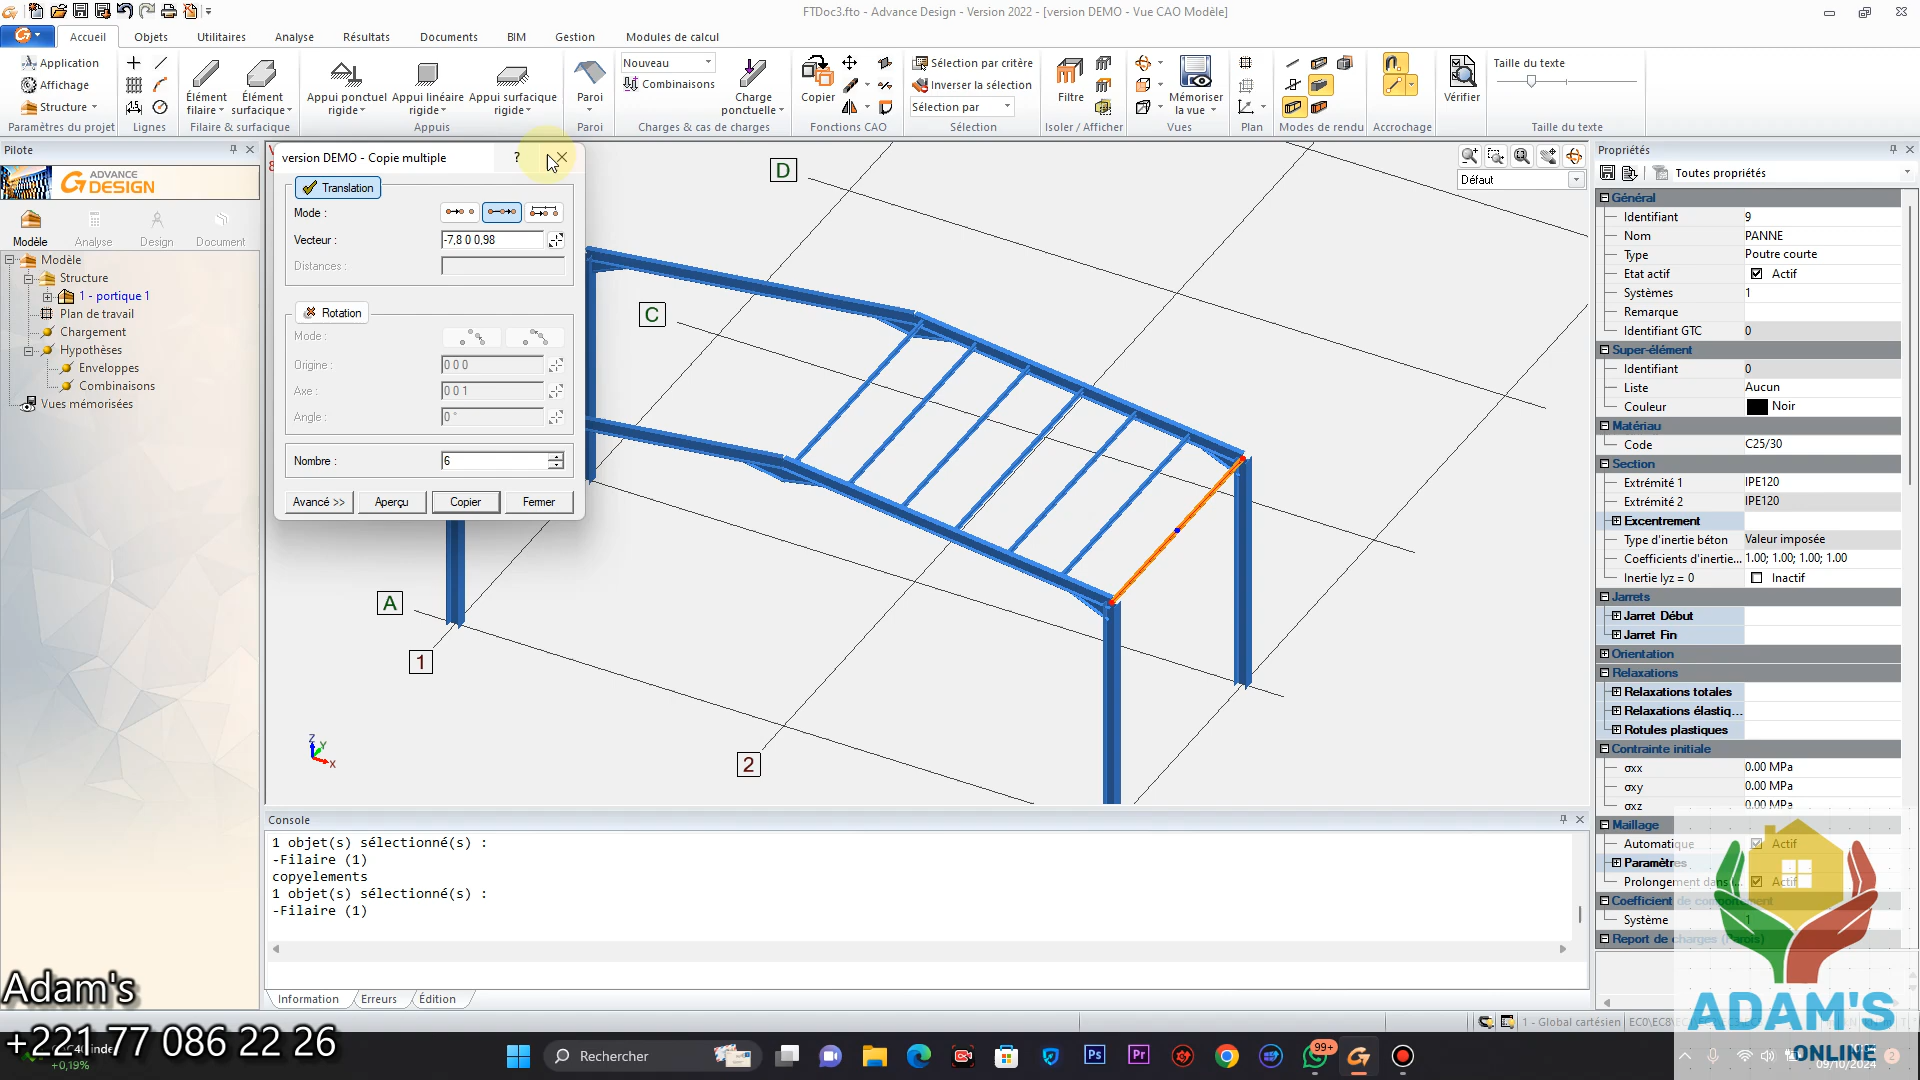 FTDoc3.fto - Advance Design - Version 2022 - [version DEMO - Vue CAO Modèle]
Accueil Objets Utilitaires Analyse Résultats Documents BIM Gestion Modules de calcul
Application
Affichage
Structure
Paramètres du projet
Lignes
Élément filaire
Élément surfacique
Filaire & surfacique
Appui ponctuel rigide
Appui linéaire rigide
Appui surfacique rigide
Appuis
Paroi
Paroi
Nouveau
Combinaisons
Charge ponctuelle
Charges & cas de charges
Copier
Fonctions CAO
Sélection par critère
Inverser la sélection
Sélection par
Sélection
Filtre
Isoler / Afficher
Mémoriser la vue
Vues
Plan
Modes de rendu
Accrochage
Vérifier
Taille du texte
Taille du texte
Pilote
ADVANCE
DESIGN
Modèle Analyse Design Document
Modèle
Structure
1 - portique 1
Plan de travail
Chargement
Hypothèses
Enveloppes
Combinaisons
Vues mémorisées
version DEMO - Copie multiple ?
Translation
Mode :
Vecteur : -7,8 0 0,98
Distances :
Rotation
Mode :
Origine : 0 0 0
Axe : 0 0 1
Angle : 0 °
Nombre : 6
Avancé >> Aperçu Copier Fermer
D
C
A
1
2
Z
Y
X
Défaut
Console
1 objet(s) sélectionné(s) :
-Filaire (1)
copyelements
1 objet(s) sélectionné(s) :
-Filaire (1)
Information Erreurs Édition
Propriétés
Toutes propriétés
Général
Identifiant 9
Nom PANNE
Type Poutre courte
Etat actif Actif
Systèmes 1
Remarque
Identifiant GTC 0
Super-élément
Identifiant 0
Liste Aucun
Couleur Noir
Matériau
Code C25/30
Section
Extrémité 1 IPE120
Extrémité 2 IPE120
Excentrement
Type d'inertie béton Valeur imposée
Coefficients d'inertie... 1.00; 1.00; 1.00; 1.00
Inertie Iyz = 0 Inactif
Jarrets
Jarret Début
Jarret Fin
Orientation
Relaxations
Relaxations totales
Relaxations élastiq...
Rotules plastiques
Contrainte initiale
σxx 0.00 MPa
σxy 0.00 MPa
σxz 0.00 MPa
Maillage
Automatique Actif
Paramètres
Prolongement dans Actif
Coefficient de comportement
Système 1
Report de charges (Parois)
1 - Global cartésien
Adam's
+221 77 086 22 26
+0,19%
Rechercher
Ps
Pr
99+
09/10/2024
2
ADAM'S
ONLINE